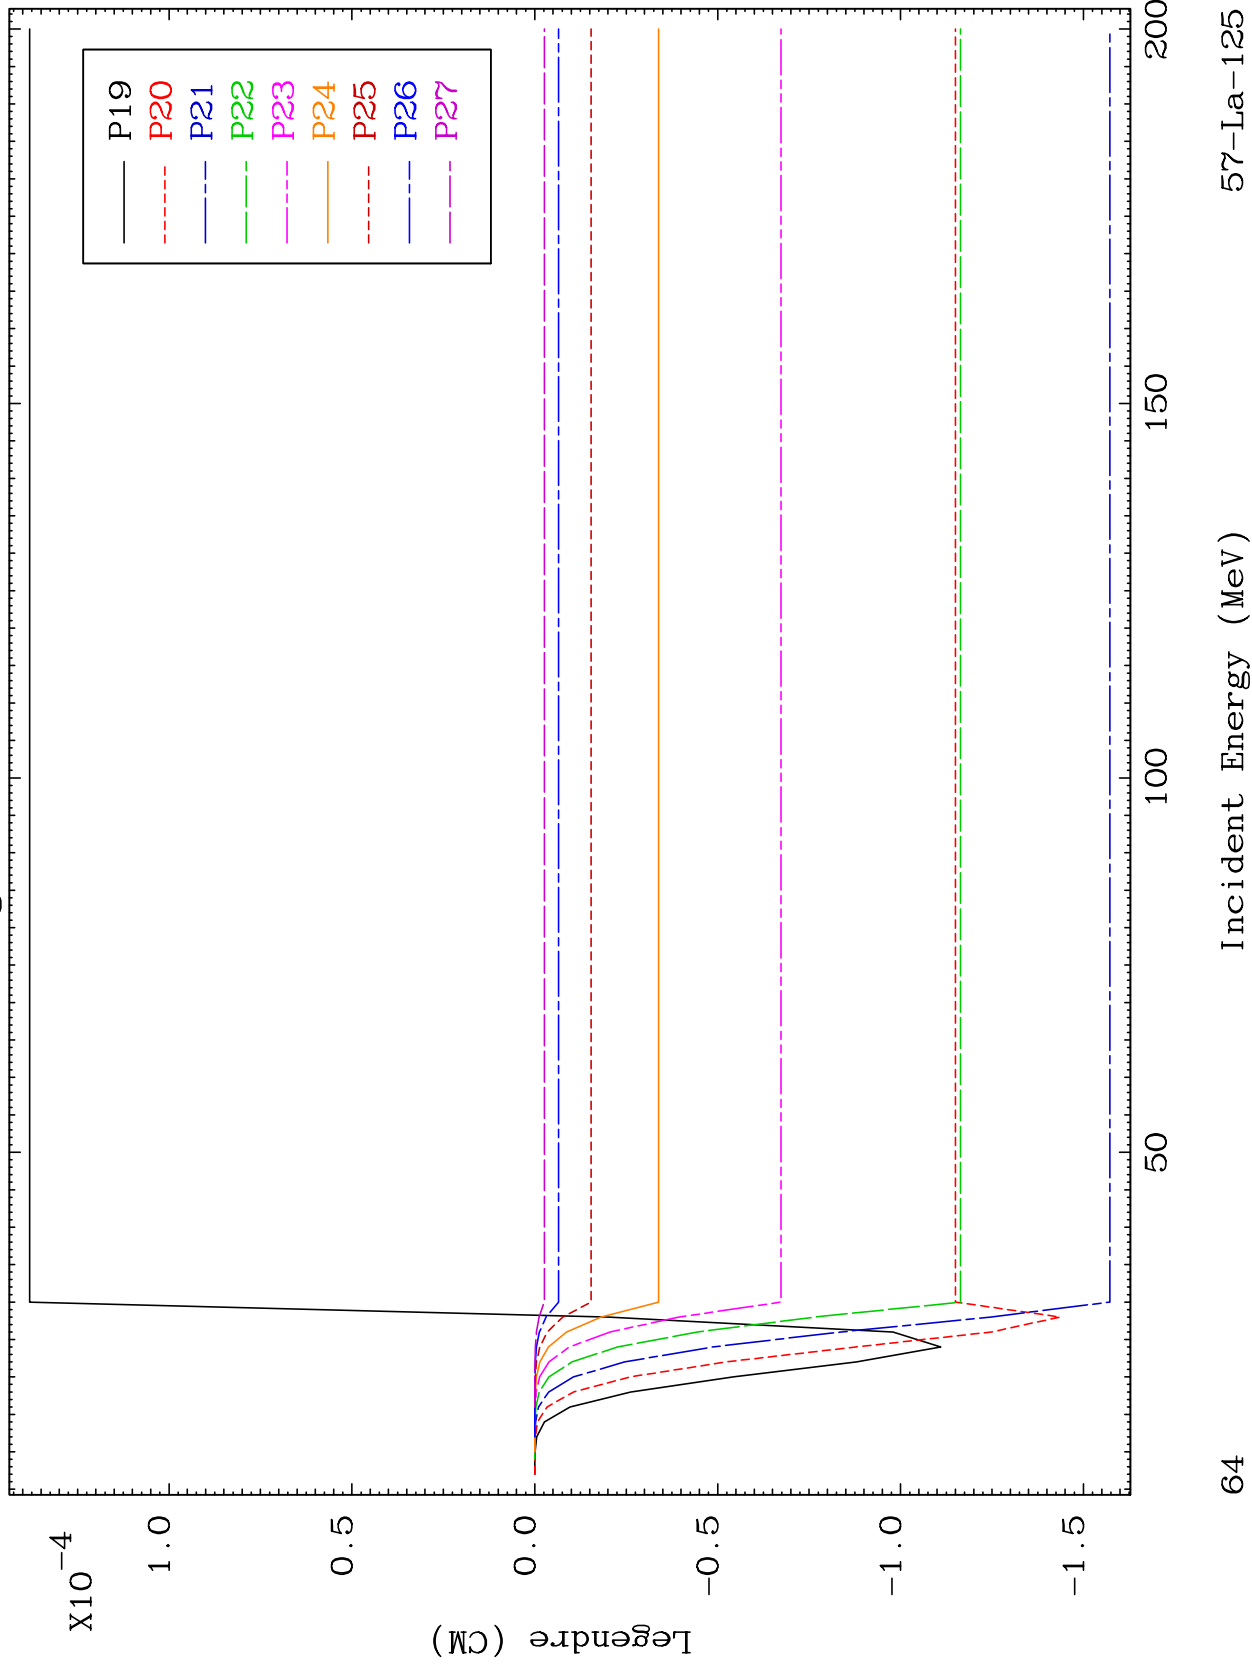 X10−4
1.0
0.5
0.0
−0.5
−1.0
−1.5
Legendre (CM)
P19
P20
P21
P22
P23
P24
P25
P26
P27
50
100
150
200
Incident Energy (MeV)
64
57−La−125